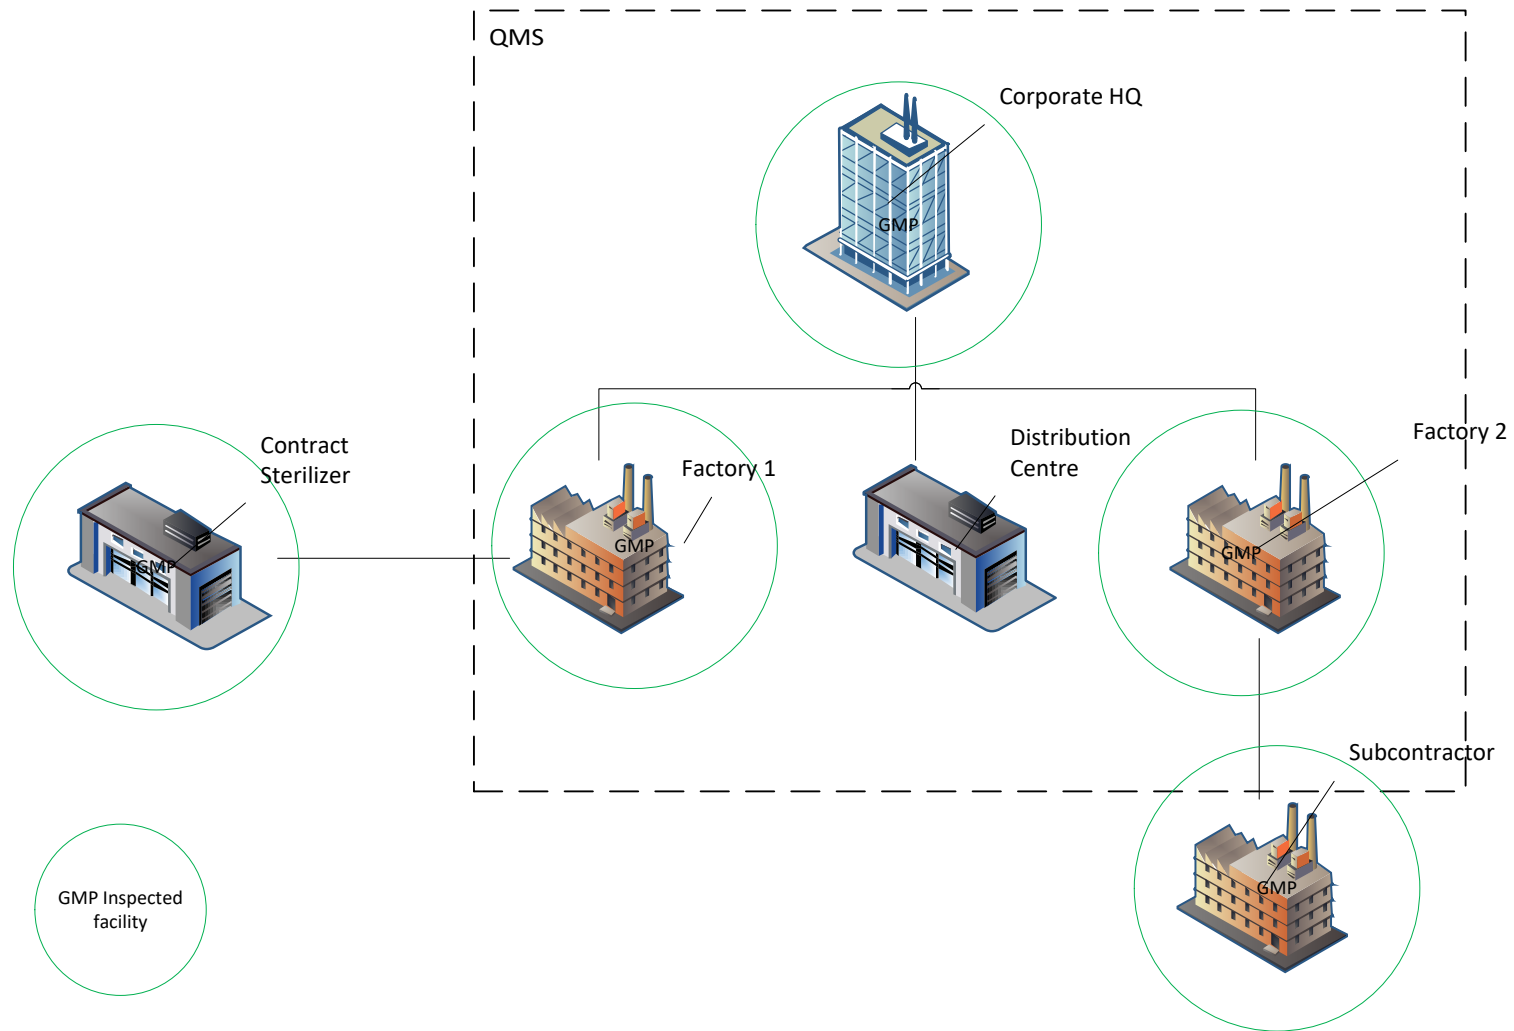 QMS
Corporate HQ
GMP
Contract
Sterilizer
GMP
Factory 1
GMP
Distribution
Centre
Factory 2
GMP
Subcontractor
GMP
GMP Inspected
facility